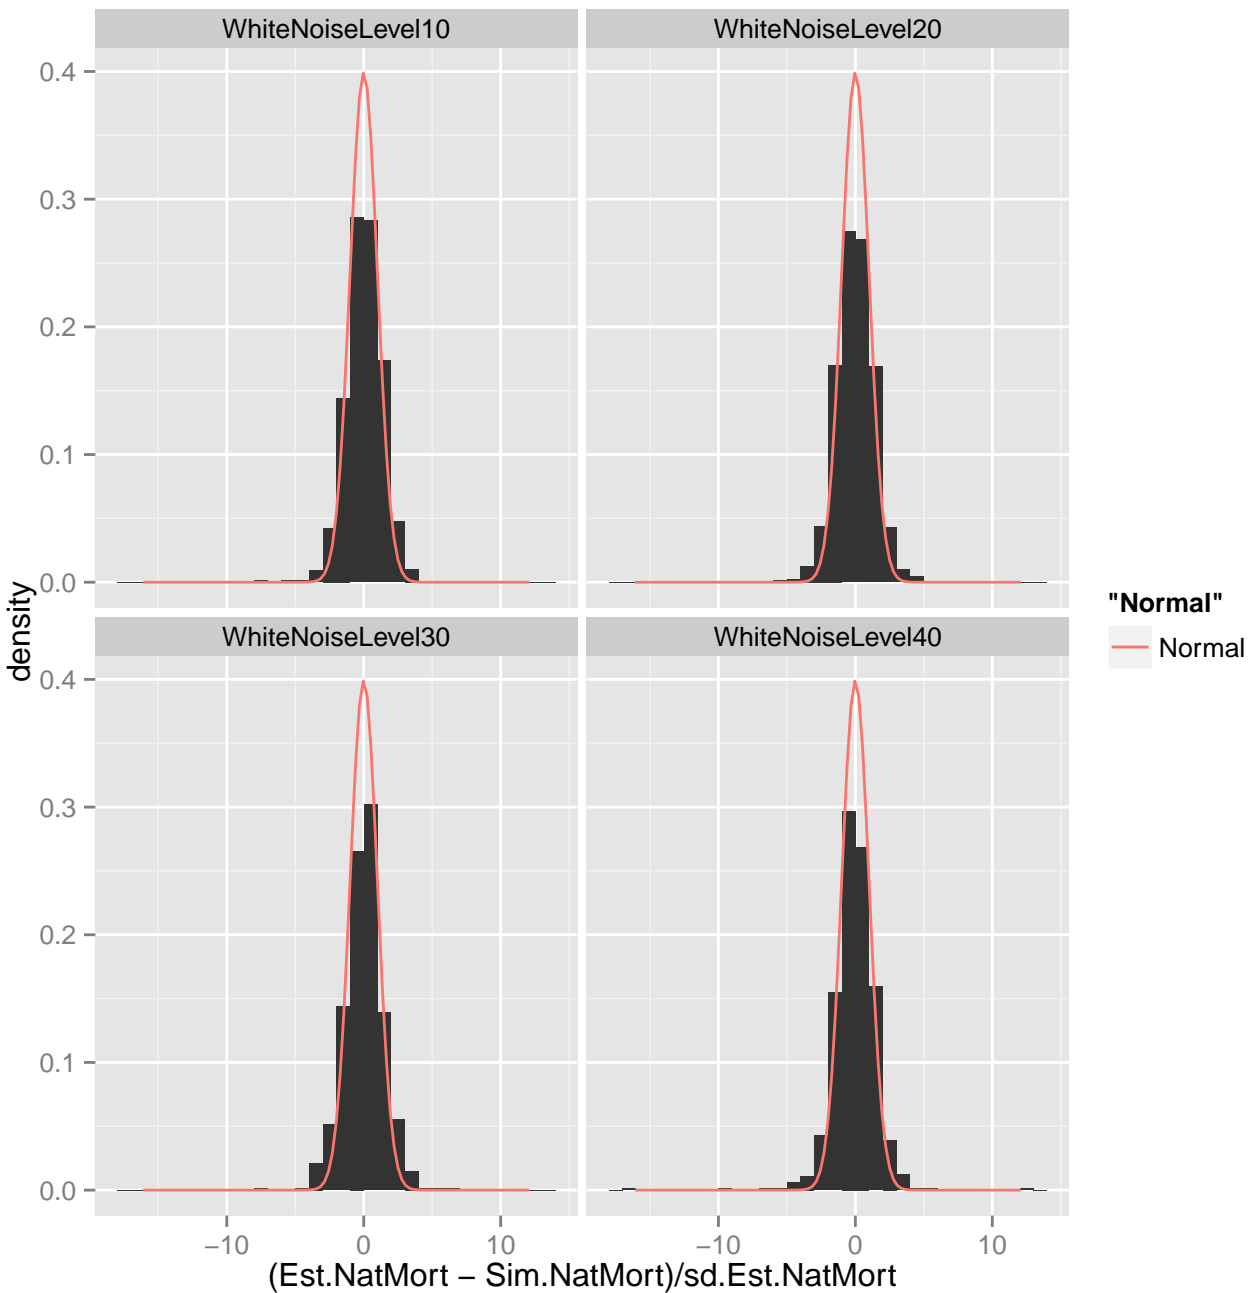 WhiteNoiseLevel10
WhiteNoiseLevel20
0.4
0.3
0.2
0.1
0.0
WhiteNoiseLevel30
WhiteNoiseLevel40
0.4
0.3
0.2
0.1
0.0
density
−10
0
10
−10
0
10
(Est.NatMort − Sim.NatMort)/sd.Est.NatMort
"Normal"
Normal